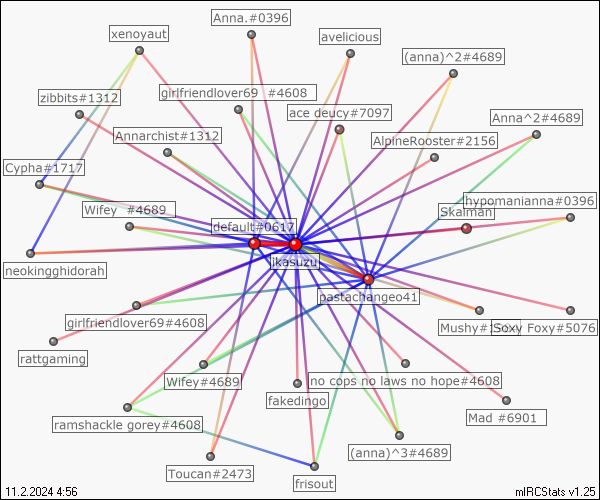 Anna.#0396
xenoyaut
avelicious
(anna)^2#4689
zibbits#1312
girlfriendlover69 #4608
ace deucy#7097
Anna^2#4689
Annarchist#1312
AlpineRooster#2156
Cypha#1717
hypomanianna#0396
Wifey #4689
Skalman
default#0617
neokingghidorah
jkasuzu
pastachangeo41
girlfriendlover69#4608
Soxy Foxy#5076
rattgaming
Wifey#4689
no cops no laws no hope#4608
fakedingo
ramshackle gorey#4608
Mad #6901
(anna)^3#4689
Toucan#2473
frisout
11.2.2024 4:56
mIRCStats v1.25